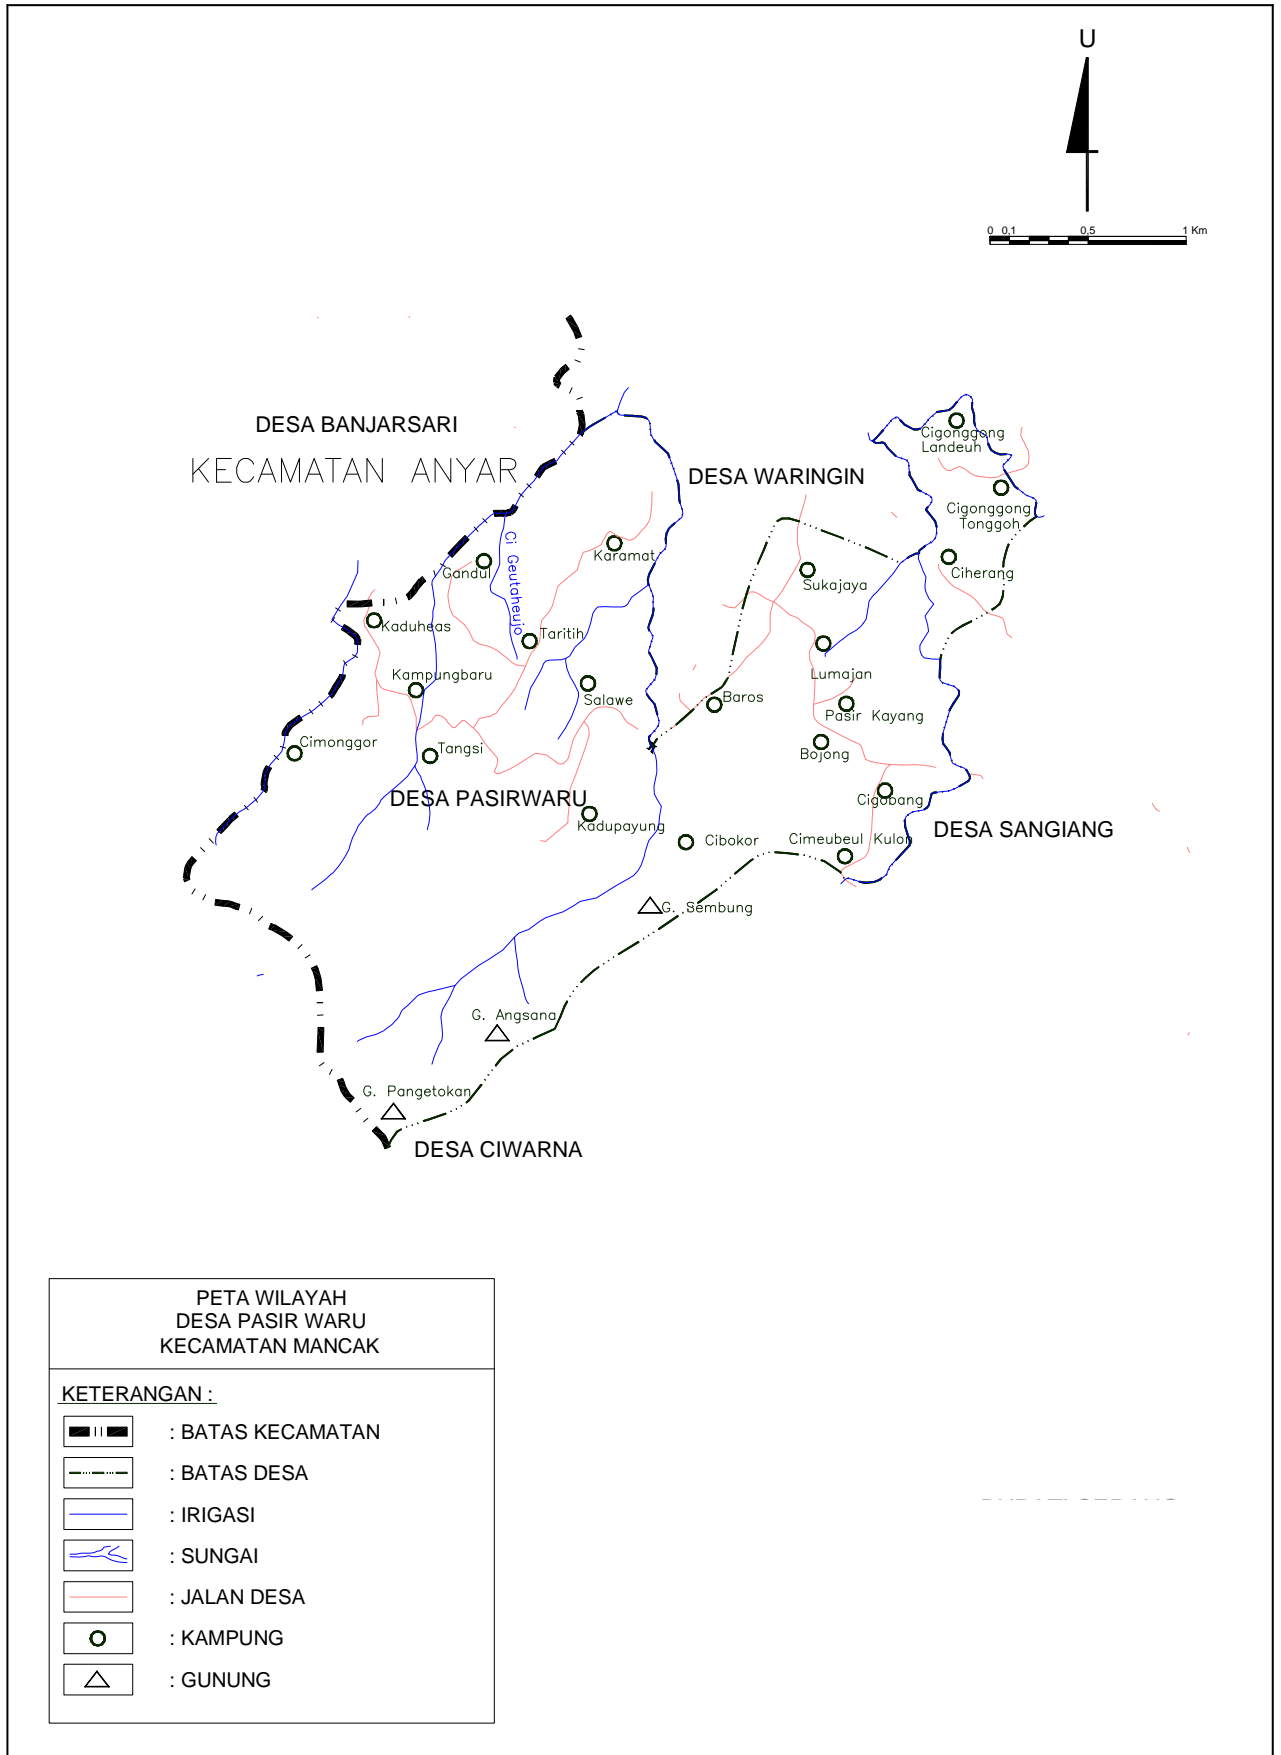 U
0 0,1 0,5 1 Km
DESA BANJARSARI
KECAMATAN ANYAR
DESA WARINGIN
Cigonggong
Landeuh
Cigonggong
Tonggoh
Ci Geutaheujo
Karamat
Gandul
Sukajaya
Ciherang
Kaduheas
Taritih
Lumajan
Kampungbaru
Salawe
Baros
Pasir Kayang
Cimonggor
Tangsi
Bojong
DESA PASIRWARU
Cigobang
Kadupayung
Cibokor
Cimeubeul Kulon
DESA SANGIANG
G. Sembung
G. Angsana
G. Pangetokan
DESA CIWARNA
PETA WILAYAH
DESA PASIR WARU
KECAMATAN MANCAK
KETERANGAN :
: BATAS KECAMATAN
: BATAS DESA
: IRIGASI
: SUNGAI
: JALAN DESA
: KAMPUNG
: GUNUNG